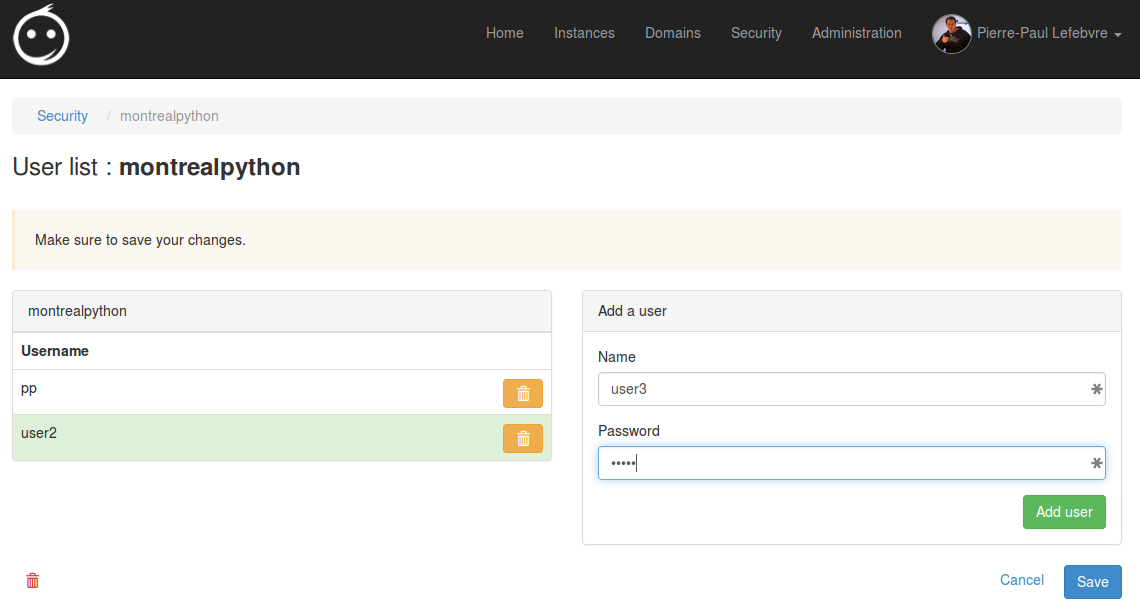 Home Instances Domains Security Administration Pierre-Paul Lefebvre
Security / montrealpython
User list : montrealpython
Make sure to save your changes.
montrealpython
Username
pp
user2
Add a user
Name
user3
Password
•••••
Add user
Cancel Save